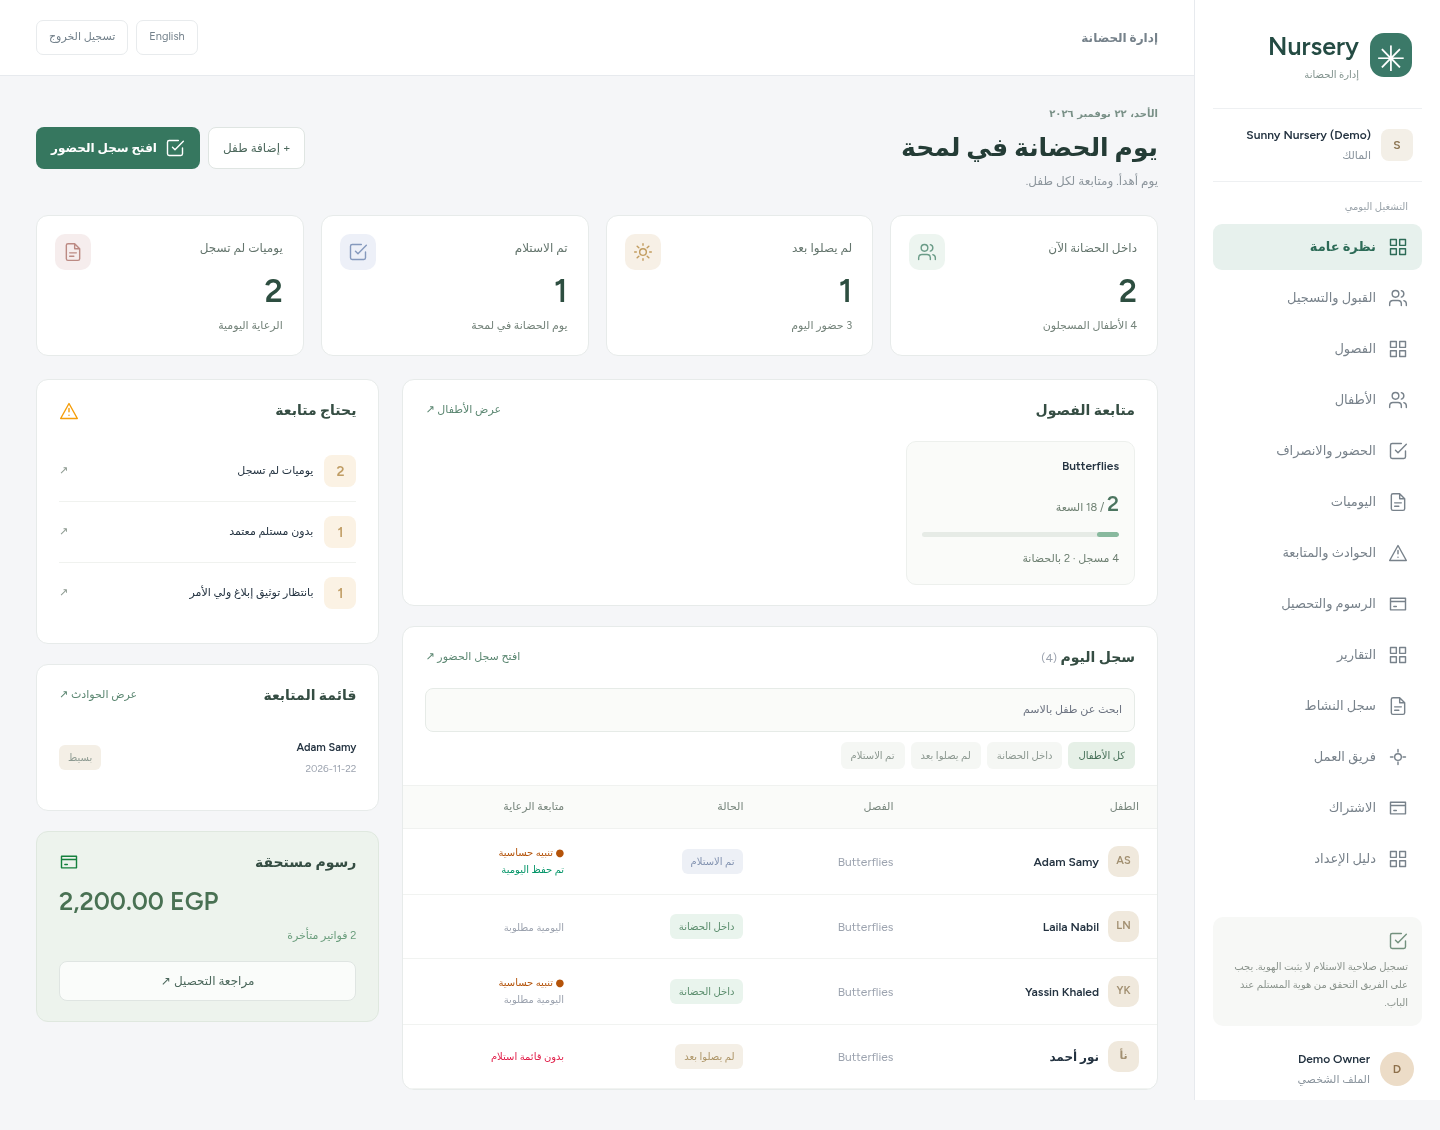 Nursery
إدارة الحضانة
Sunny Nursery (Demo)
S
المالك
التشغيل اليومي
نظرة عامة
القبول والتسجيل
الفصول
الأطفال
الحضور والانصراف
اليوميات
الحوادث والمتابعة
الرسوم والتحصيل
التقارير
سجل النشاط
فريق العمل
الاشتراك
دليل الإعداد
تسجيل صلاحية الاستلام لا يثبت الهوية. يجب
على الفريق التحقق من هوية المستلم عند
الباب.
Demo Owner
D
الملف الشخصي
إدارة الحضانة
English
تسجيل الخروج
الأحد، ٢٢ نوفمبر ٢٠٢٦
يوم الحضانة في لمحة
يوم أهدأ. ومتابعة لكل طفل.
+ إضافة طفل
افتح سجل الحضور
داخل الحضانة الآن
2
4 الأطفال المسجلون
لم يصلوا بعد
1
3 حضور اليوم
تم الاستلام
1
يوم الحضانة في لمحة
يوميات لم تسجل
2
الرعاية اليومية
متابعة الفصول
عرض الأطفال ↗
Butterflies
2 / 18 السعة
4 مسجل · 2 بالحضانة
سجل اليوم (4)
افتح سجل الحضور ↗
ابحث عن طفل بالاسم
كل الأطفال
داخل الحضانة
لم يصلوا بعد
تم الاستلام
الطفل الفصل الحالة متابعة الرعاية
AS Adam Samy Butterflies تم الاستلام ● تنبيه حساسية
تم حفظ اليومية
LN Laila Nabil Butterflies داخل الحضانة اليومية مطلوبة
YK Yassin Khaled Butterflies داخل الحضانة ● تنبيه حساسية
اليومية مطلوبة
نأ نور أحمد Butterflies لم يصلوا بعد بدون قائمة استلام
يحتاج متابعة
2 يوميات لم تسجل ↗
1 بدون مستلم معتمد ↗
1 بانتظار توثيق إبلاغ ولي الأمر ↗
قائمة المتابعة
عرض الحوادث ↗
Adam Samy
2026-11-22
بسيط
رسوم مستحقة
2,200.00 EGP
2 فواتير متأخرة
مراجعة التحصيل ↗